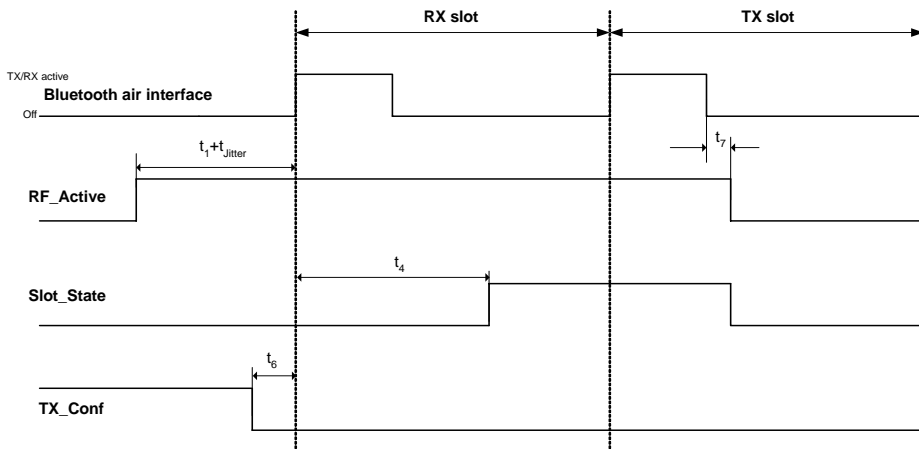 RX slot
TX slot
TX/RX active
Bluetooth air interface
Off
t1+tJitter
t7
RF_Active
t4
Slot_State
t6
TX_Conf